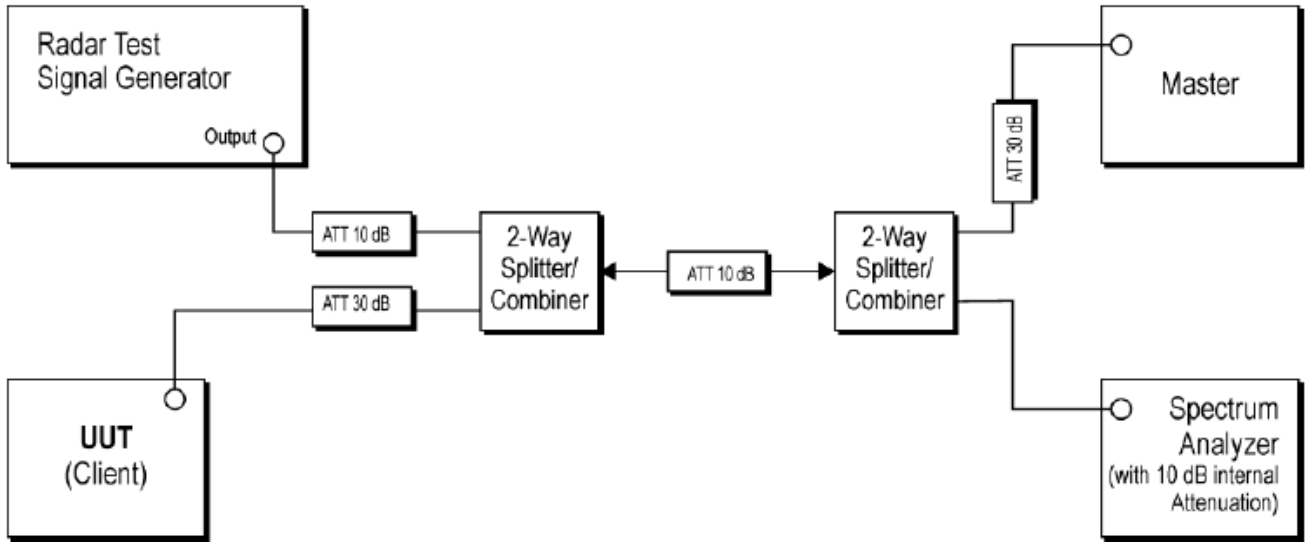 Radar Test
Signal Generator
Output
Master
ATT 30 dB
ATT 10 dB
2-Way
Splitter/
Combiner
ATT 10 dB
2-Way
Splitter/
Combiner
ATT 30 dB
UUT
(Client)
Spectrum
Analyzer
(with 10 dB internal
Attenuation)